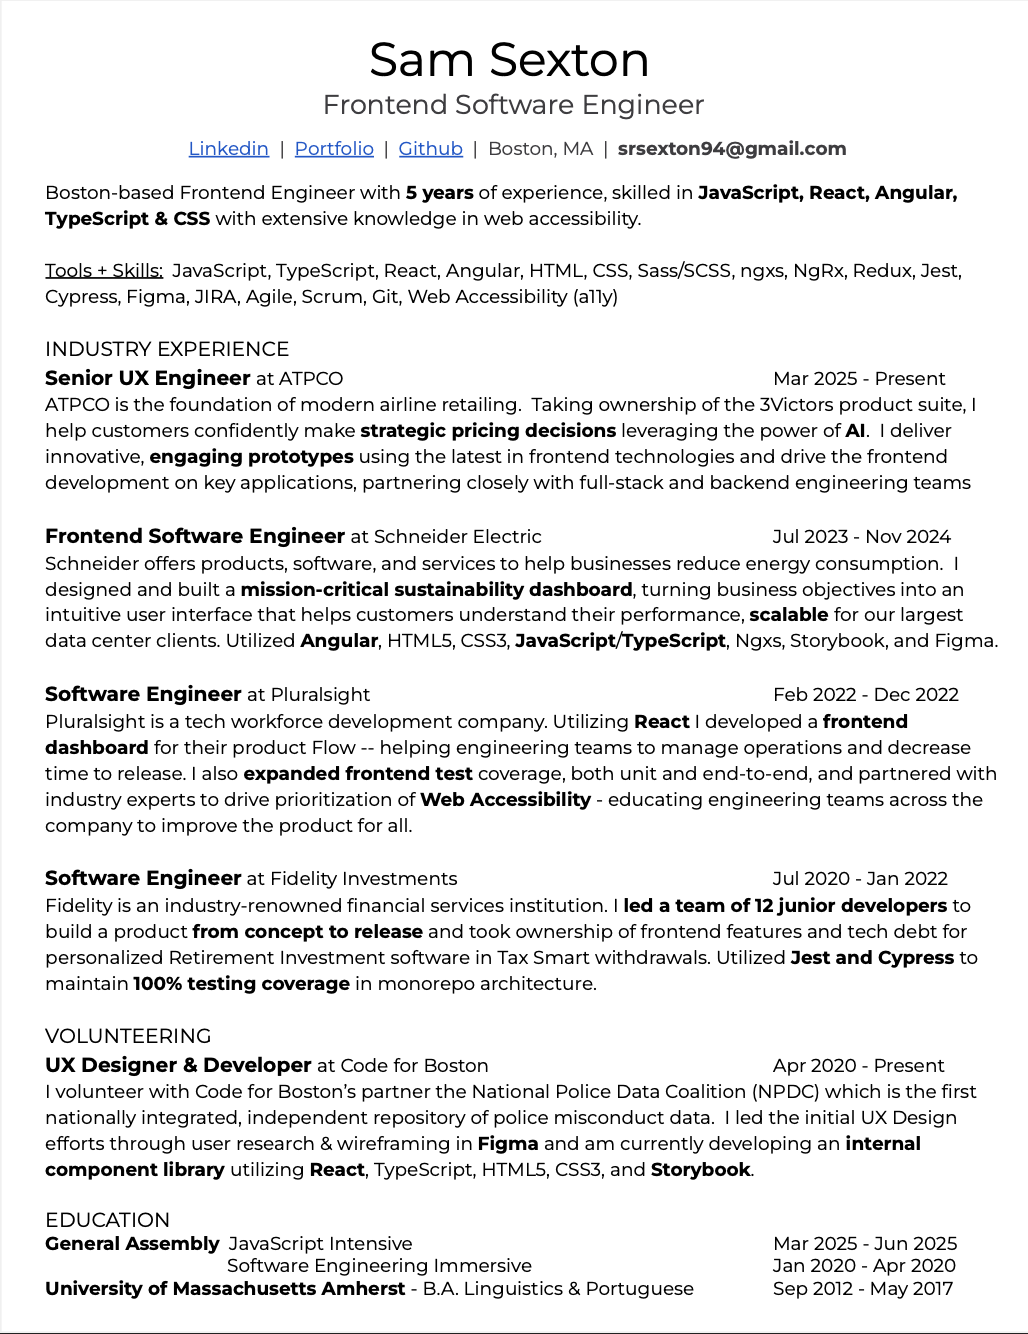 Sam Sexton
Frontend Software Engineer
Linkedin | Portfolio | Github | Boston, MA | srsexton94@gmail.com
Boston-based Frontend Engineer with 5 years of experience, skilled in JavaScript, React, Angular,
TypeScript & CSS with extensive knowledge in web accessibility.
Tools + Skills: JavaScript, TypeScript, React, Angular, HTML, CSS, Sass/SCSS, ngxs, NgRx, Redux, Jest,
Cypress, Figma, JIRA, Agile, Scrum, Git, Web Accessibility (a11y)
INDUSTRY EXPERIENCE
Senior UX Engineer at ATPCO Mar 2025 - Present
ATPCO is the foundation of modern airline retailing. Taking ownership of the 3Victors product suite, I
help customers confidently make strategic pricing decisions leveraging the power of AI. I deliver
innovative, engaging prototypes using the latest in frontend technologies and drive the frontend
development on key applications, partnering closely with full-stack and backend engineering teams
Frontend Software Engineer at Schneider Electric Jul 2023 - Nov 2024
Schneider offers products, software, and services to help businesses reduce energy consumption. I
designed and built a mission-critical sustainability dashboard, turning business objectives into an
intuitive user interface that helps customers understand their performance, scalable for our largest
data center clients. Utilized Angular, HTML5, CSS3, JavaScript/TypeScript, Ngxs, Storybook, and Figma.
Software Engineer at Pluralsight Feb 2022 - Dec 2022
Pluralsight is a tech workforce development company. Utilizing React I developed a frontend
dashboard for their product Flow -- helping engineering teams to manage operations and decrease
time to release. I also expanded frontend test coverage, both unit and end-to-end, and partnered with
industry experts to drive prioritization of Web Accessibility - educating engineering teams across the
company to improve the product for all.
Software Engineer at Fidelity Investments Jul 2020 - Jan 2022
Fidelity is an industry-renowned financial services institution. I led a team of 12 junior developers to
build a product from concept to release and took ownership of frontend features and tech debt for
personalized Retirement Investment software in Tax Smart withdrawals. Utilized Jest and Cypress to
maintain 100% testing coverage in monorepo architecture.
VOLUNTEERING
UX Designer & Developer at Code for Boston Apr 2020 - Present
I volunteer with Code for Boston’s partner the National Police Data Coalition (NPDC) which is the first
nationally integrated, independent repository of police misconduct data. I led the initial UX Design
efforts through user research & wireframing in Figma and am currently developing an internal
component library utilizing React, TypeScript, HTML5, CSS3, and Storybook.
EDUCATION
General Assembly JavaScript Intensive Mar 2025 - Jun 2025
Software Engineering Immersive Jan 2020 - Apr 2020
University of Massachusetts Amherst - B.A. Linguistics & Portuguese Sep 2012 - May 2017